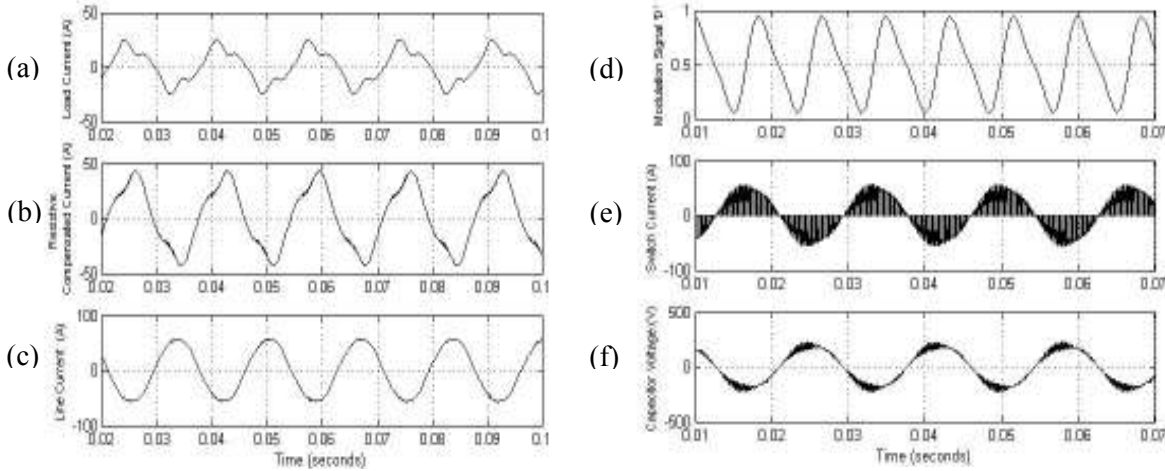 (a)
Load Current (A)
50
0
-50
0.02 0.03 0.04 0.05 0.06 0.07 0.08 0.09 0.1
(b)
Resistive
Compensated Current (A)
50
0
-50
0.02 0.03 0.04 0.05 0.06 0.07 0.08 0.09 0.1
(c)
Line Current (A)
100
0
-100
0.02 0.03 0.04 0.05 0.06 0.07 0.08 0.09 0.1
Time (seconds)
(d)
Modulation Signal
1
0.5
0
0.01 0.02 0.03 0.04 0.05 0.06 0.07
(e)
Switch Current (A)
100
0
-100
0.01 0.02 0.03 0.04 0.05 0.06 0.07
(f)
Capacitor Voltage (V)
500
0
-500
0.01 0.02 0.03 0.04 0.05 0.06 0.07
Time (seconds)